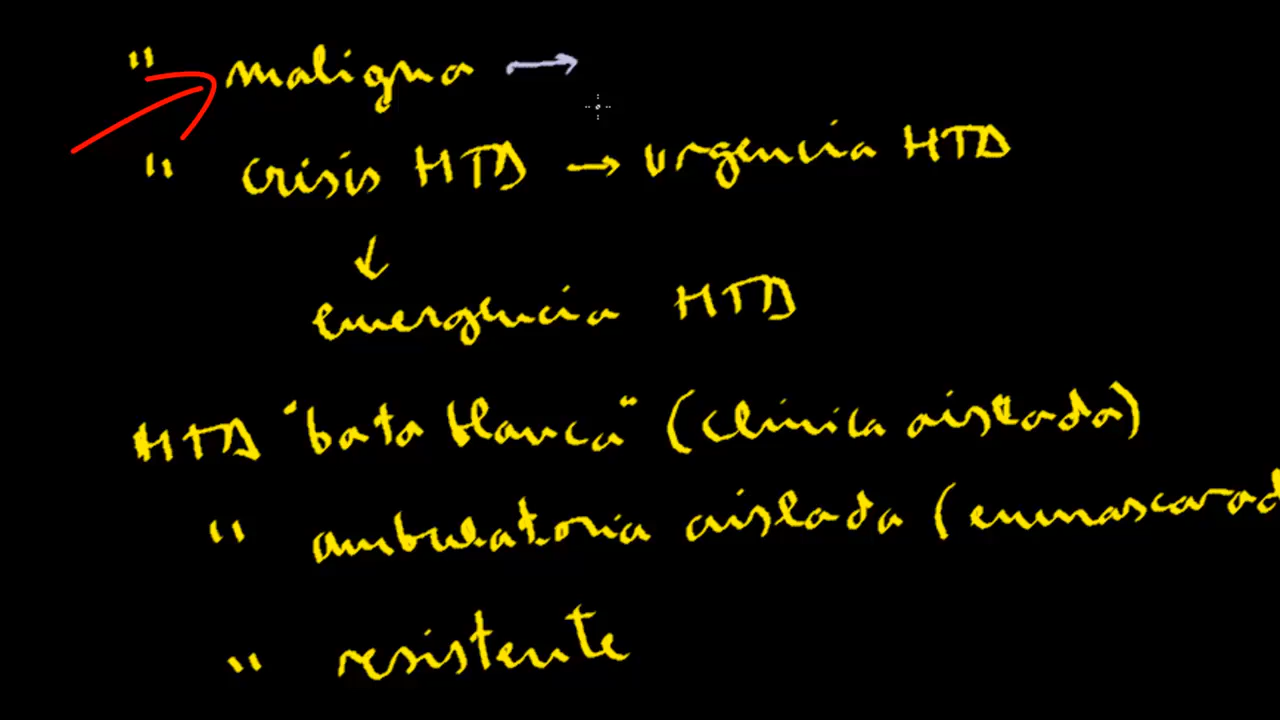 " maligna →
" crisis HTA → urgencia HTA
↓
emergencia HTA
HTA "bata blanca" (clínica aislada)
" ambulatoria aislada (enmascarad
" resistente